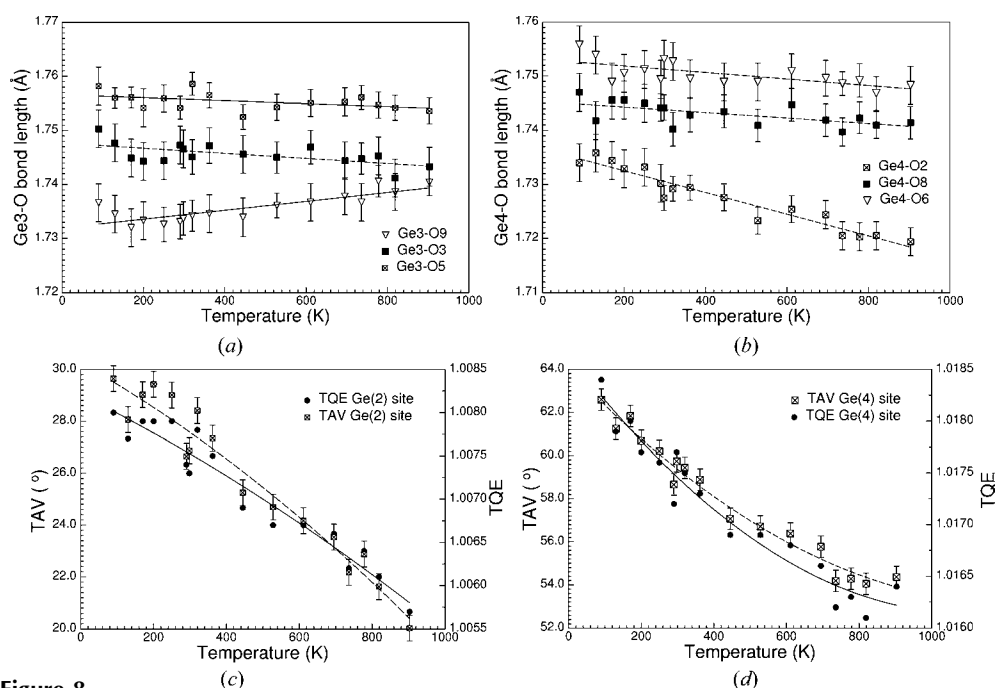 1.77
1.76
1.75
1.74
1.73
1.72
Ge3-O bond length (Å)
Ge3-O9
Ge3-O3
Ge3-O5
0 200 400 600 800 1000
Temperature (K)
(a)
1.76
1.75
1.74
1.73
1.72
1.710
Ge4-O bond length (Å)
Ge4-O2
Ge4-O8
Ge4-O6
0 200 400 600 800 1000
Temperature (K)
(b)
30.0
28.0
26.0
24.0
22.0
20.0
TAV ( º)
TQE Ge(2) site
TAV Ge(2) site
1.0085
1.0080
1.0075
1.0070
1.0065
1.0060
1.0055
TQE
0 200 400 600 800 1000
Temperature (K)
(c)
64.0
62.0
60.0
58.0
56.0
54.0
52.0
TAV ( º)
TAV Ge(4) site
TQE Ge(4) site
1.0185
1.0180
1.0175
1.0170
1.0165
1.0160
TQE
0 200 400 600 800 1000
Temperature (K)
(d)
Figure 8